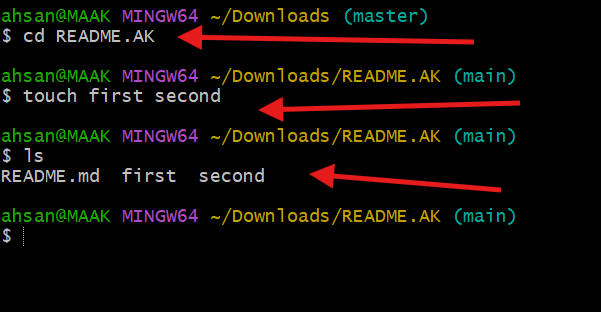 ahsan@MAAK MINGW64 ~/Downloads (master)
$ cd README.AK
ahsan@MAAK MINGW64 ~/Downloads/README.AK (main)
$ touch first second
ahsan@MAAK MINGW64 ~/Downloads/README.AK (main)
$ ls
README.md  first  second
ahsan@MAAK MINGW64 ~/Downloads/README.AK (main)
$